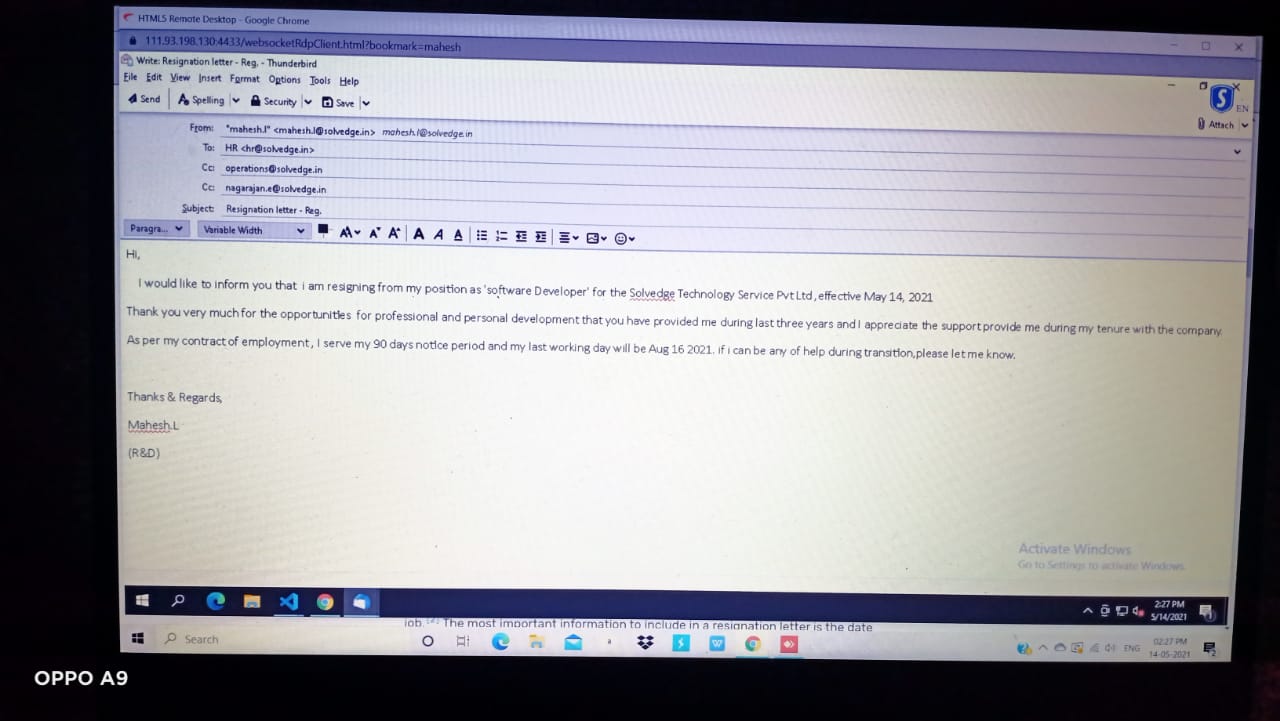 HTML5 Remote Desktop - Google Chrome
111.93.198.130:4433/websocketRdpClient.html?bookmark=mahesh
Write: Resignation letter - Reg. - Thunderbird
File Edit View Insert Format Options Tools Help
Send Spelling Security Save
S
EN
Attach
From: "mahesh.l" <mahesh.l@solvedge.in> mahesh.l@solvedge.in
To: HR <hr@solvedge.in>
Cc: operations@solvedge.in
Cc: nagarajan.e@solvedge.in
Subject: Resignation letter - Reg.
Paragra... Variable Width
Hi,
I would like to inform you that i am resigning from my position as 'software Developer' for the Solvedge Technology Service Pvt Ltd , effective May 14, 2021
Thank you very much for the opportunities for professional and personal development that you have provided me during last three years and I appreciate the support provide me during my tenure with the company.
As per my contract of employment , I serve my 90 days notice period and my last working day will be Aug 16 2021. if i can be any of help during transition,please let me know.
Thanks & Regards,
Mahesh.L
(R&D)
Activate Windows
Go to Settings to activate Windows.
2:27 PM
5/14/2021
job. The most important information to include in a resignation letter is the date
Search
ENG
02:27 PM
14-05-2021
OPPO A9